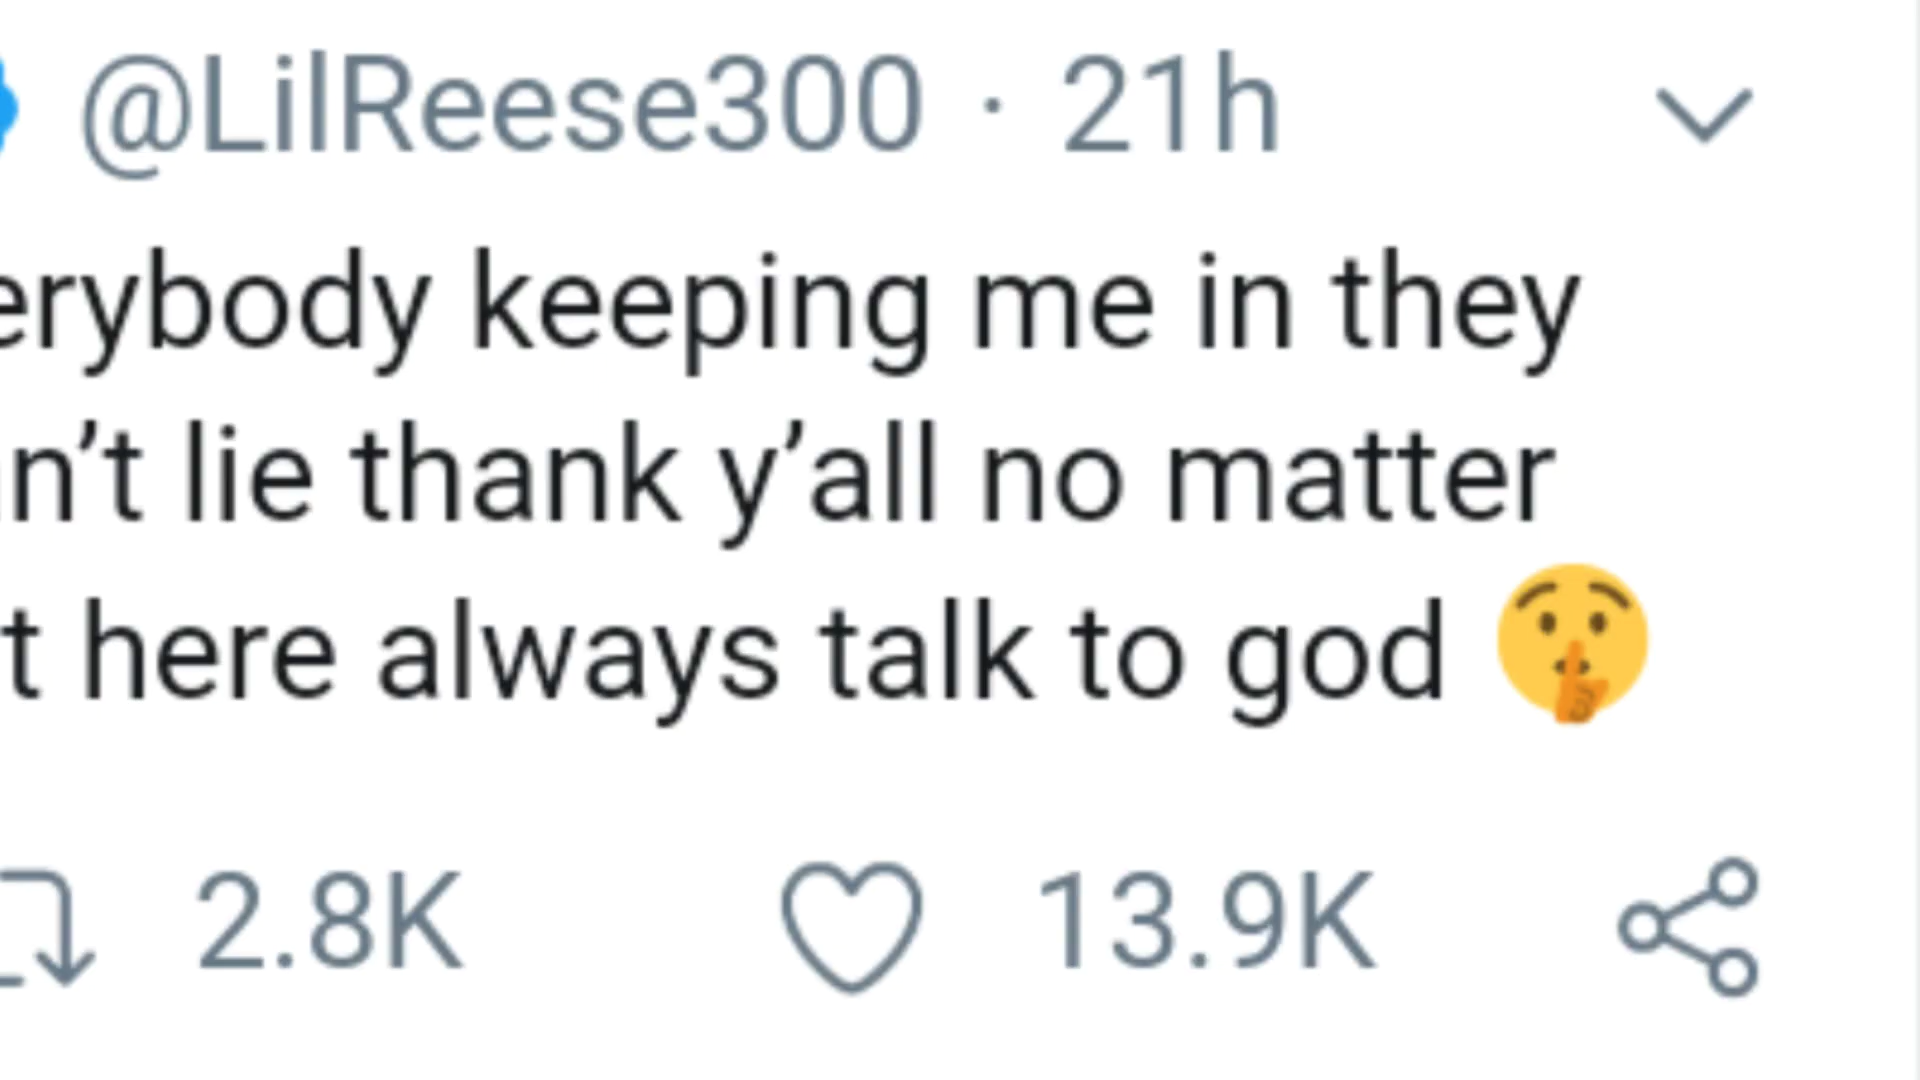 @LilReese300 · 21h
erybody keeping me in they
n't lie thank y'all no matter
t here always talk to god 🤫
2.8K 13.9K